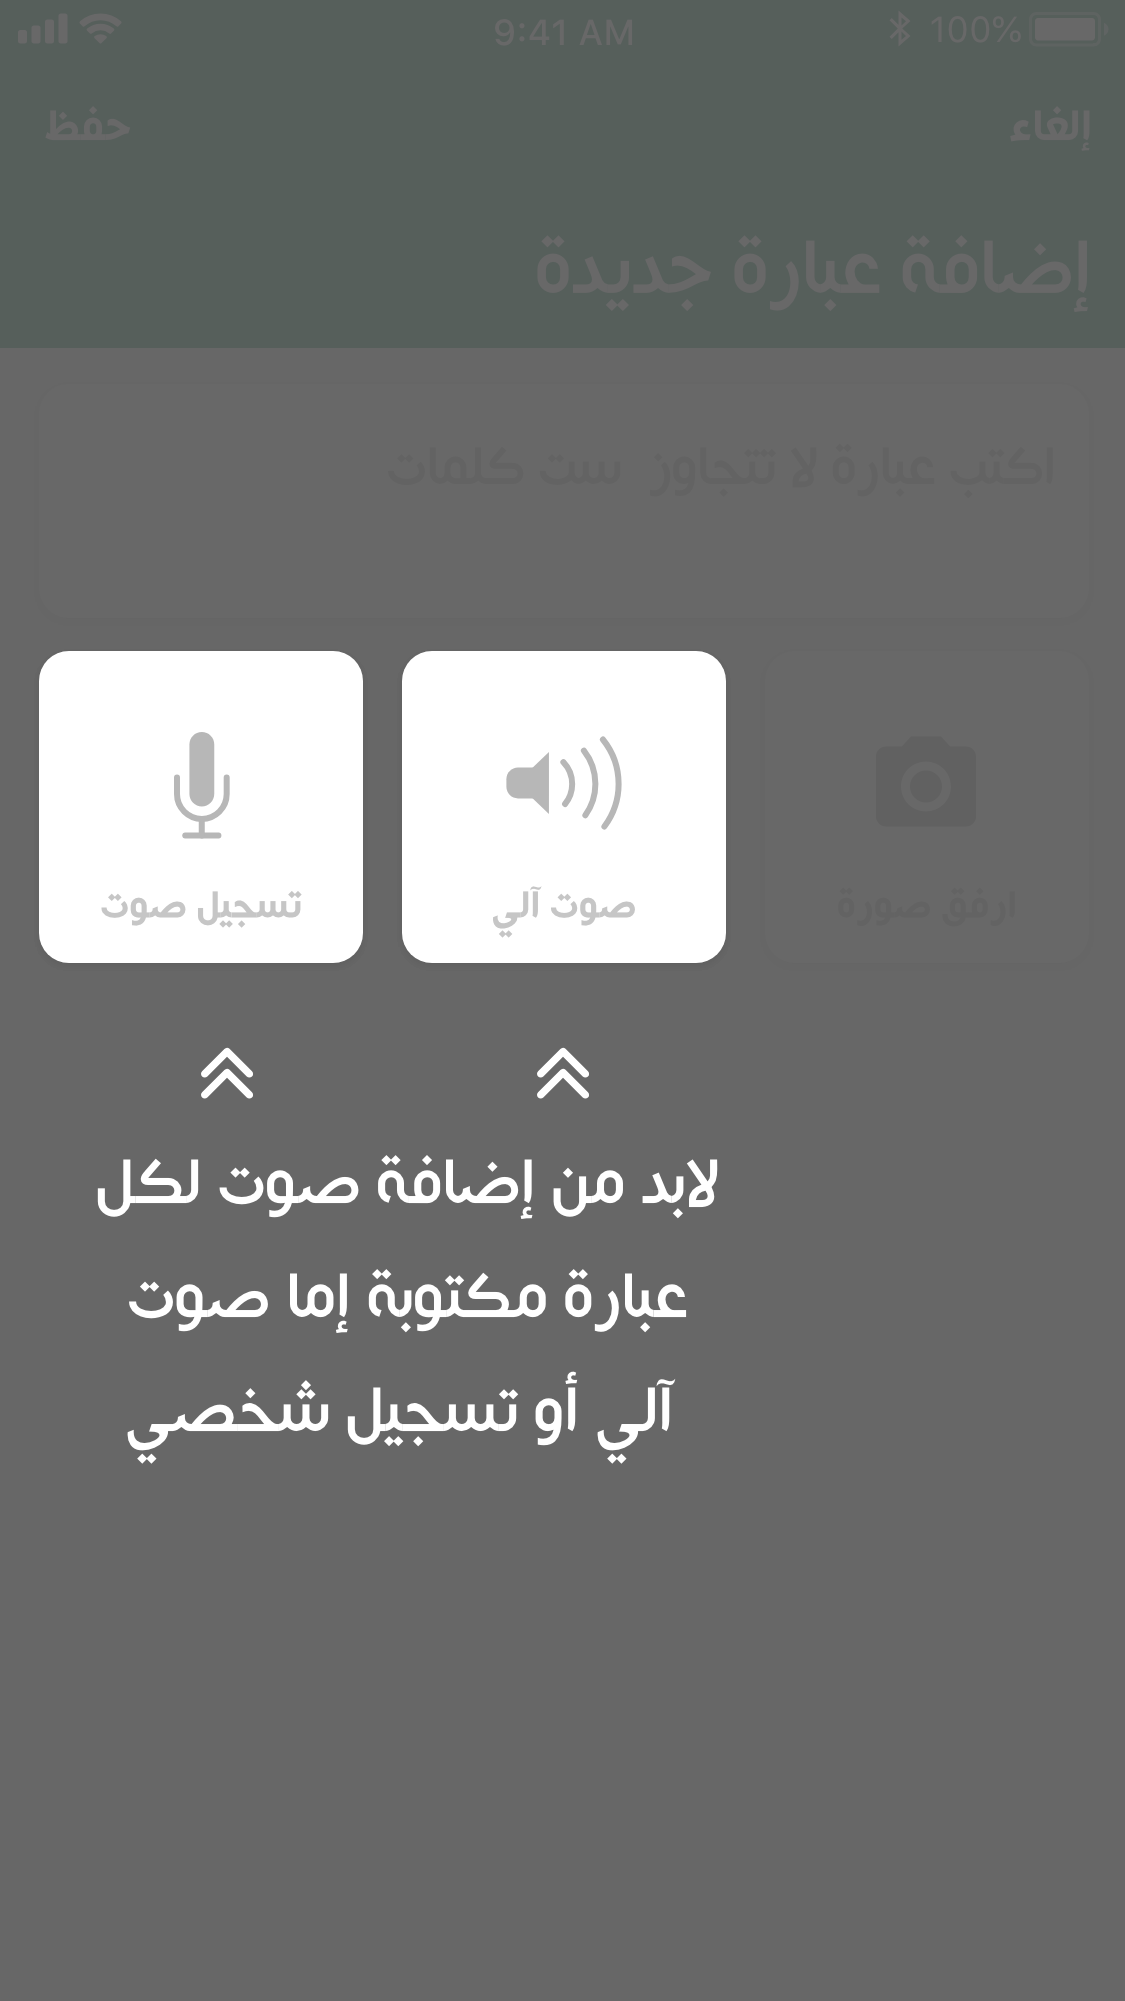 9:41 AM
100%
إلغاء
حفظ
إضافة عبارة جديدة
اكتب عبارة لا تتجاوز ست كلمات
ارفق صورة
صوت آلي
تسجيل صوت
لابد من إضافة صوت لكل
عبارة مكتوبة إما صوت
آلي أو تسجيل شخصي